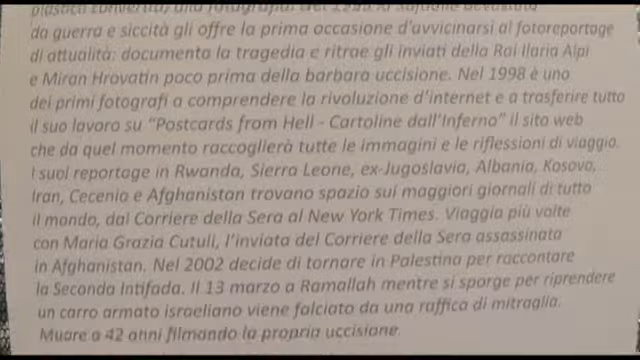 da guerra e siccità gli offre la prima occasione d'avvicinarsi al fotoreportage
di attualità: documenta la tragedia e ritrae gli inviati della Rai Ilaria Alpi
e Miran Hrovatin poco prima della barbara uccisione. Nel 1998 è uno
dei primi fotografi a comprendere la rivoluzione d'internet e a trasferire tutto
il suo lavoro su "Postcards from Hell - Cartoline dall'Inferno" il sito web
che da quel momento raccoglierà tutte le immagini e le riflessioni di viaggio.
I suoi reportage in Rwanda, Sierra Leone, ex-Jugoslavia, Albania, Kosovo,
Iran, Cecenia e Afghanistan trovano spazio sui maggiori giornali di tutto
il mondo, dal Corriere della Sera al New York Times. Viaggia più volte
con Maria Grazia Cutuli, l'inviata del Corriere della Sera assassinata
in Afghanistan. Nel 2002 decide di tornare in Palestina per raccontare
la Seconda Intifada. Il 13 marzo a Ramallah mentre si sporge per riprendere
un carro armato israeliano viene falciato da una raffica di mitraglia.
Muore a 42 anni filmando la propria uccisione.